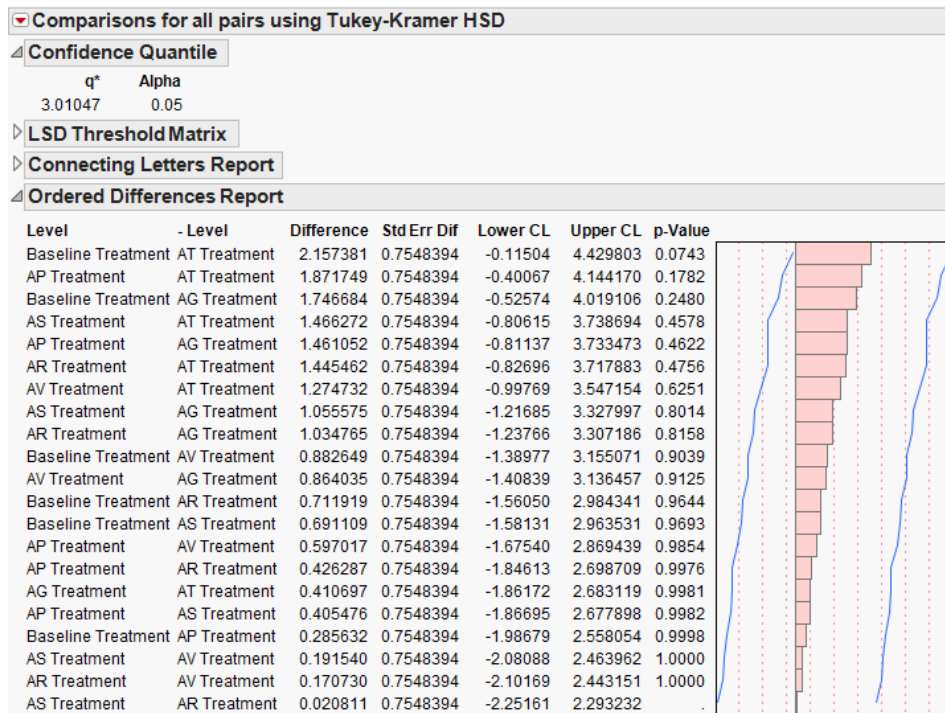 Comparisons for all pairs using Tukey-Kramer HSD
Confidence Quantile
q* Alpha
3.01047 0.05
LSD Threshold Matrix
Connecting Letters Report
Ordered Differences Report
Level - Level Difference Std Err Dif Lower CL Upper CL p-Value
Baseline Treatment AT Treatment 2.157381 0.7548394 -0.11504 4.429803 0.0743
AP Treatment AT Treatment 1.871749 0.7548394 -0.40067 4.144170 0.1782
Baseline Treatment AG Treatment 1.746684 0.7548394 -0.52574 4.019106 0.2480
AS Treatment AT Treatment 1.466272 0.7548394 -0.80615 3.738694 0.4578
AP Treatment AG Treatment 1.461052 0.7548394 -0.81137 3.733473 0.4622
AR Treatment AT Treatment 1.445462 0.7548394 -0.82696 3.717883 0.4756
AV Treatment AT Treatment 1.274732 0.7548394 -0.99769 3.547154 0.6251
AS Treatment AG Treatment 1.055575 0.7548394 -1.21685 3.327997 0.8014
AR Treatment AG Treatment 1.034765 0.7548394 -1.23766 3.307186 0.8158
Baseline Treatment AV Treatment 0.882649 0.7548394 -1.38977 3.155071 0.9039
AV Treatment AG Treatment 0.864035 0.7548394 -1.40839 3.136457 0.9125
Baseline Treatment AR Treatment 0.711919 0.7548394 -1.56050 2.984341 0.9644
Baseline Treatment AS Treatment 0.691109 0.7548394 -1.58131 2.963531 0.9693
AP Treatment AV Treatment 0.597017 0.7548394 -1.67540 2.869439 0.9854
AP Treatment AR Treatment 0.426287 0.7548394 -1.84613 2.698709 0.9976
AG Treatment AT Treatment 0.410697 0.7548394 -1.86172 2.683119 0.9981
AP Treatment AS Treatment 0.405476 0.7548394 -1.86695 2.677898 0.9982
Baseline Treatment AP Treatment 0.285632 0.7548394 -1.98679 2.558054 0.9998
AS Treatment AV Treatment 0.191540 0.7548394 -2.08088 2.463962 1.0000
AR Treatment AV Treatment 0.170730 0.7548394 -2.10169 2.443151 1.0000
AS Treatment AR Treatment 0.020811 0.7548394 -2.25161 2.293232 .